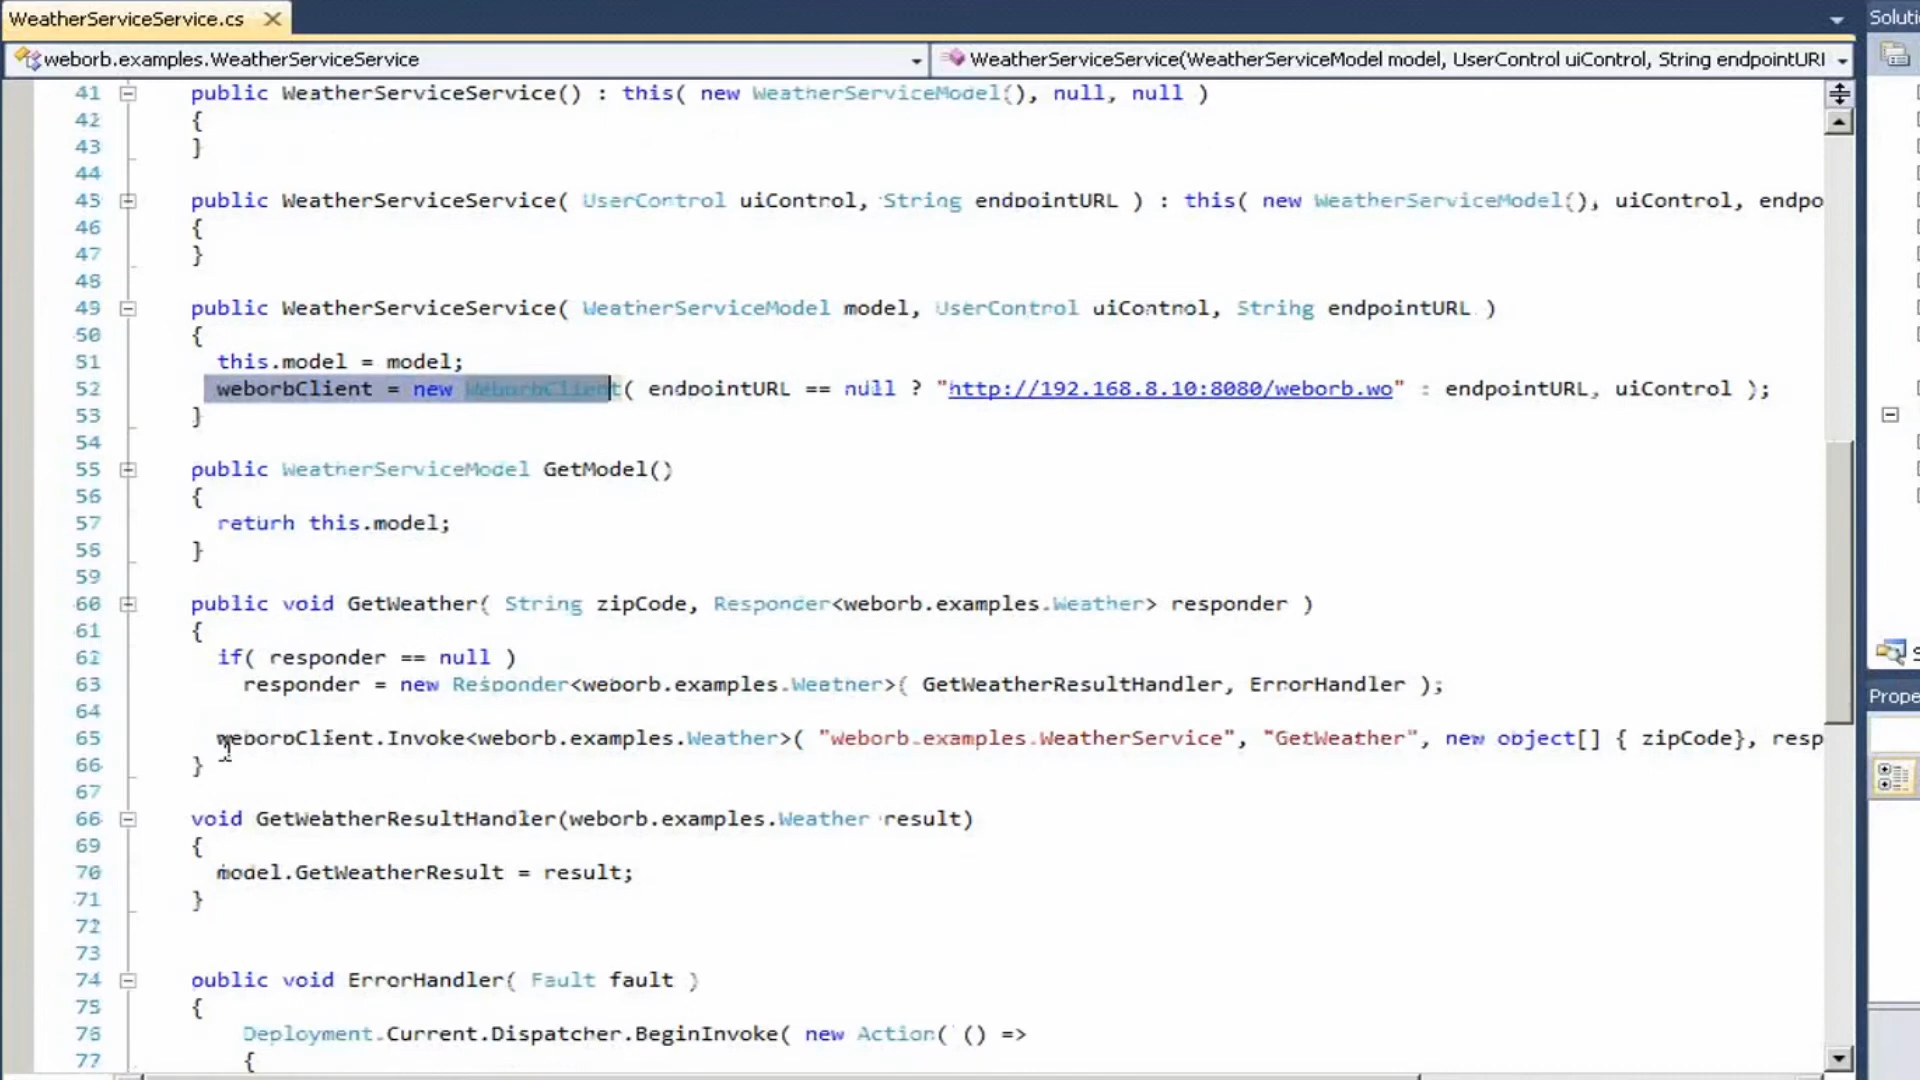 WeatherServiceService.cs
Soluti
weborb.examples.WeatherServiceService
WeatherServiceService(WeatherServiceModel model, UserControl uiControl, String endpointURI
41 public WeatherServiceService() : this( new WeatherServiceModel(), null, null )
42 {
43 }
44
45 public WeatherServiceService( UserControl uiControl, String endpointURL ) : this( new WeatherServiceModel(), uiControl, endpo
46 {
47 }
48
49 public WeatherServiceService( WeatherServiceModel model, UserControl uiControl, String endpointURL )
50 {
51 this.model = model;
52 weborbClient = new WeborbClient( endpointURL == null ? "http://192.168.8.10:8080/weborb.wo" : endpointURL, uiControl );
53 }
54
55 public WeatherServiceModel GetModel()
56 {
57 return this.model;
58 }
59
60 public void GetWeather( String zipCode, Responder<weborb.examples.Weather> responder )
61 {
62 if( responder == null )
63 responder = new Responder<weborb.examples.Weather>( GetWeatherResultHandler, ErrorHandler );
64
65 weborbClient.Invoke<weborb.examples.Weather>( "weborb.examples.WeatherService", "GetWeather", new object[] { zipCode}, resp
66 }
67
68 void GetWeatherResultHandler(weborb.examples.Weather result)
69 {
70 model.GetWeatherResult = result;
71 }
72
73
74 public void ErrorHandler( Fault fault )
75 {
76 Deployment.Current.Dispatcher.BeginInvoke( new Action( () =>
77 {
Prope